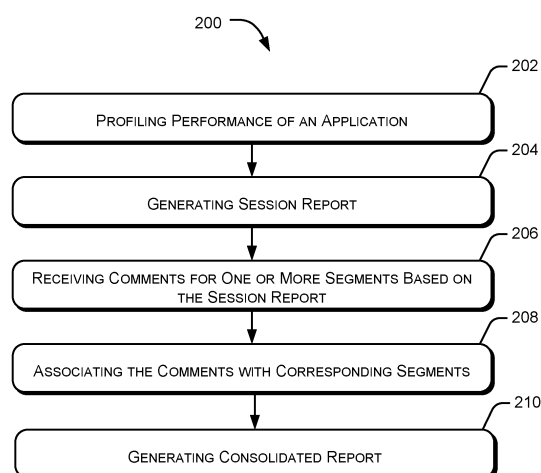 200
202
PROFILING PERFORMANCE OF AN APPLICATION
204
GENERATING SESSION REPORT
206
RECEIVING COMMENTS FOR ONE OR MORE SEGMENTS BASED ON
THE SESSION REPORT
208
ASSOCIATING THE COMMENTS WITH CORRESPONDING SEGMENTS
210
GENERATING CONSOLIDATED REPORT